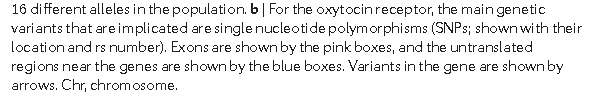 16 different alleles in the population. b | For the oxytocin receptor, the main genetic
variants that are implicated are single nucleotide polymorphisms (SNPs; shown with their
location and rs number). Exons are shown by the pink boxes, and the untranslated
regions near the genes are shown by the blue boxes. Variants in the gene are shown by
arrows. Chr, chromosome.